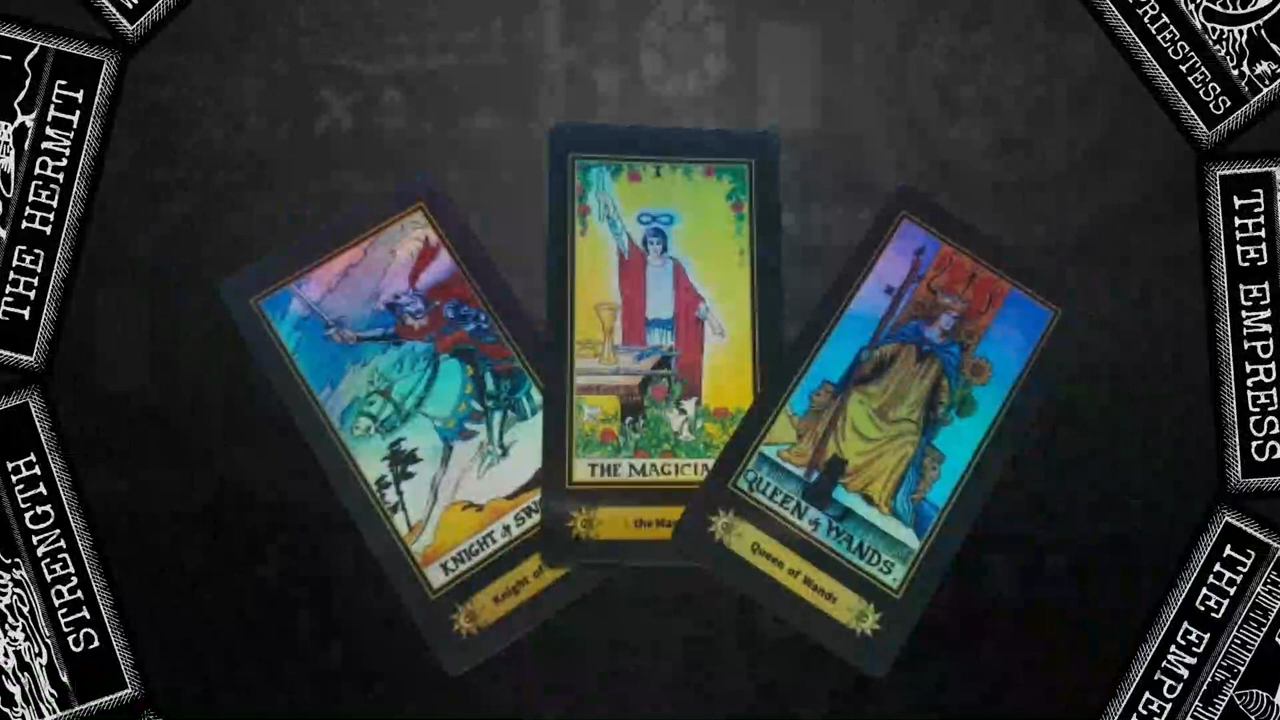 THE HERMIT
STRENGTH
I
THE MAGICIA
the Ma
KNIGHT of SW
Knight of
QUEEN of WANDS.
Queen of Wands
PRIESTESS
THE EMPRESS
THE EMPE